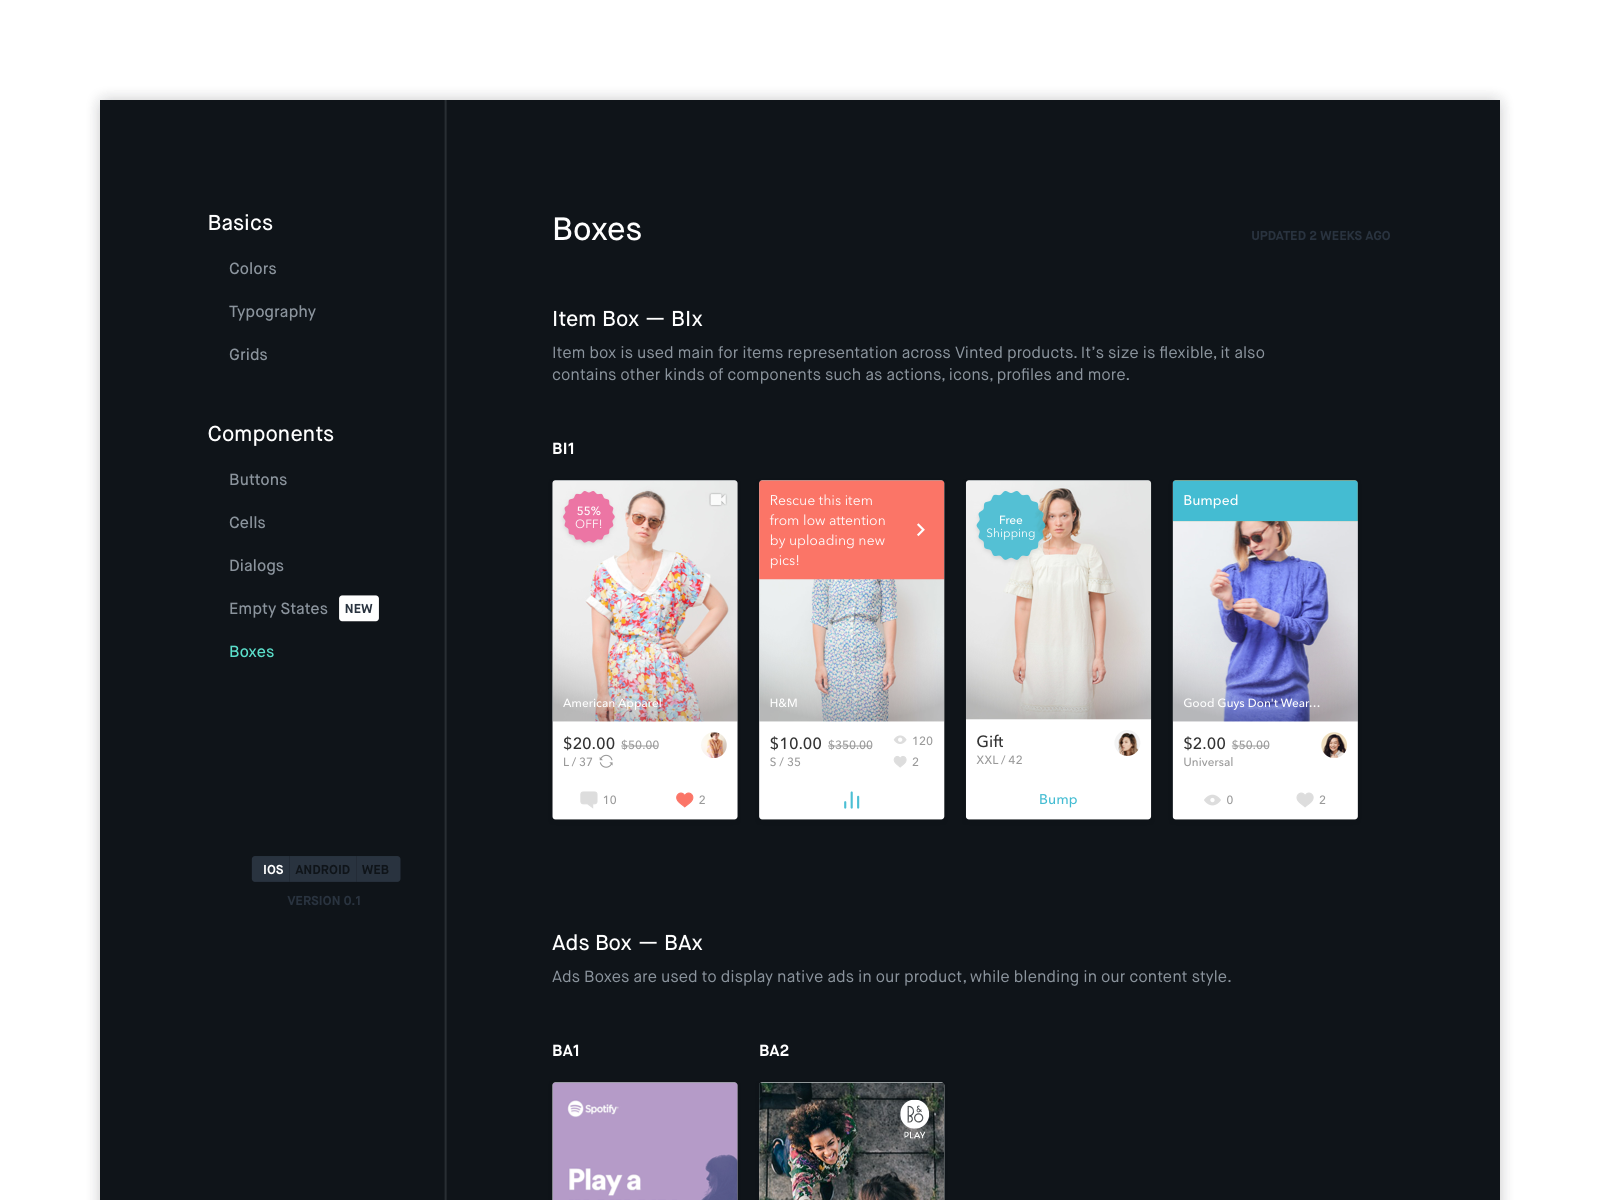 Basics
Colors
Typography
Grids
Components
Buttons
Cells
Dialogs
Empty States NEW
Boxes
IOS ANDROID WEB
VERSION 0.1
Boxes
UPDATED 2 WEEKS AGO
Item Box — BIx
Item box is used main for items representation across Vinted products. It's size is flexible, it also
contains other kinds of components such as actions, icons, profiles and more.
BI1
55%
OFF!
American Apparel
$20.00 $50.00
L / 37
10 2
Rescue this item
from low attention
by uploading new
pics!
H&M
$10.00 $350.00 120
S / 35 2
Free
Shipping
Gift
XXL / 42
Bump
Bumped
Good Guys Don't Wear...
$2.00 $50.00
Universal
0 2
Ads Box — BAx
Ads Boxes are used to display native ads in our product, while blending in our content style.
BA1
Spotify
Play a
BA2
B&O
PLAY